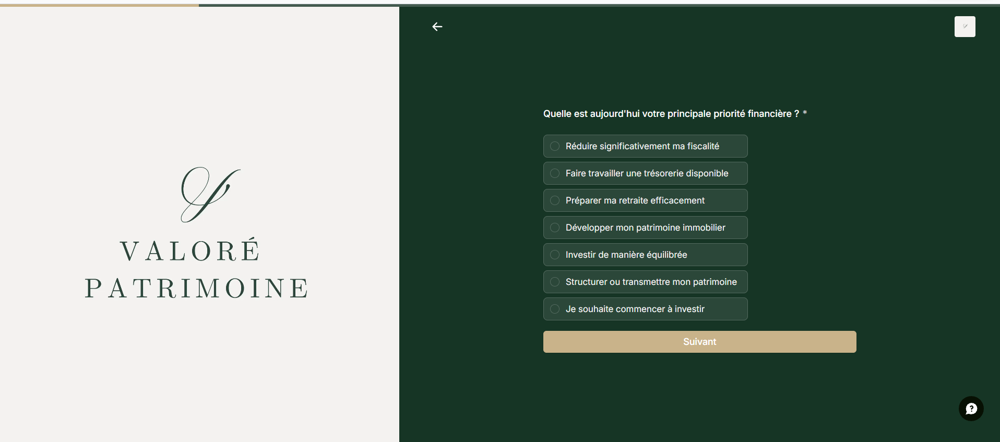 VALORÉ
PATRIMOINE
Quelle est aujourd'hui votre principale priorité financière ? *
Réduire significativement ma fiscalité
Faire travailler une trésorerie disponible
Préparer ma retraite efficacement
Développer mon patrimoine immobilier
Investir de manière équilibrée
Structurer ou transmettre mon patrimoine
Je souhaite commencer à investir
Suivant